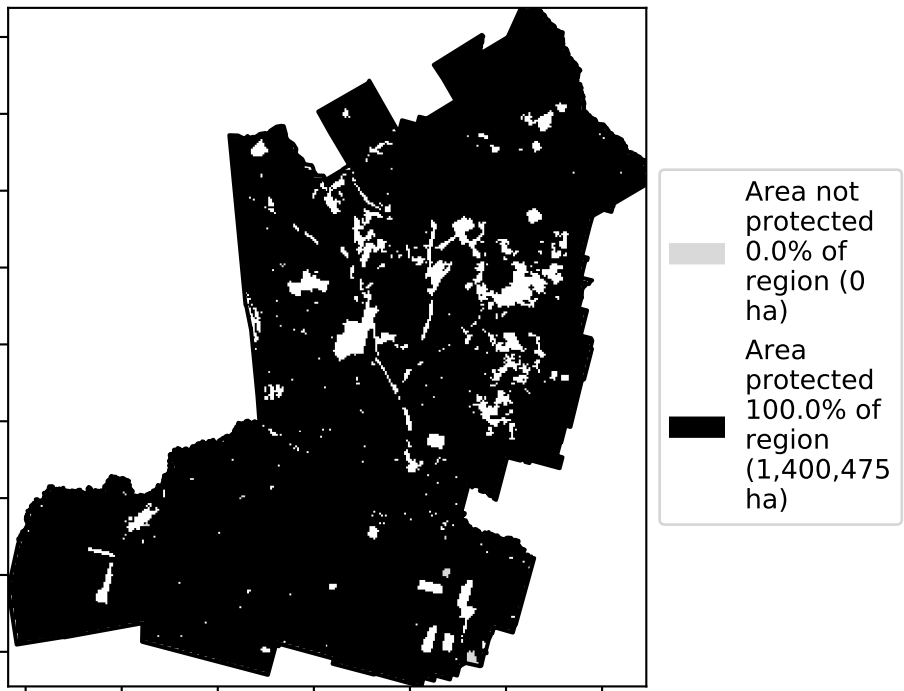 Area not
protected
0.0% of
region (0
ha)
Area
protected
100.0% of
region
(1,400,475
ha)